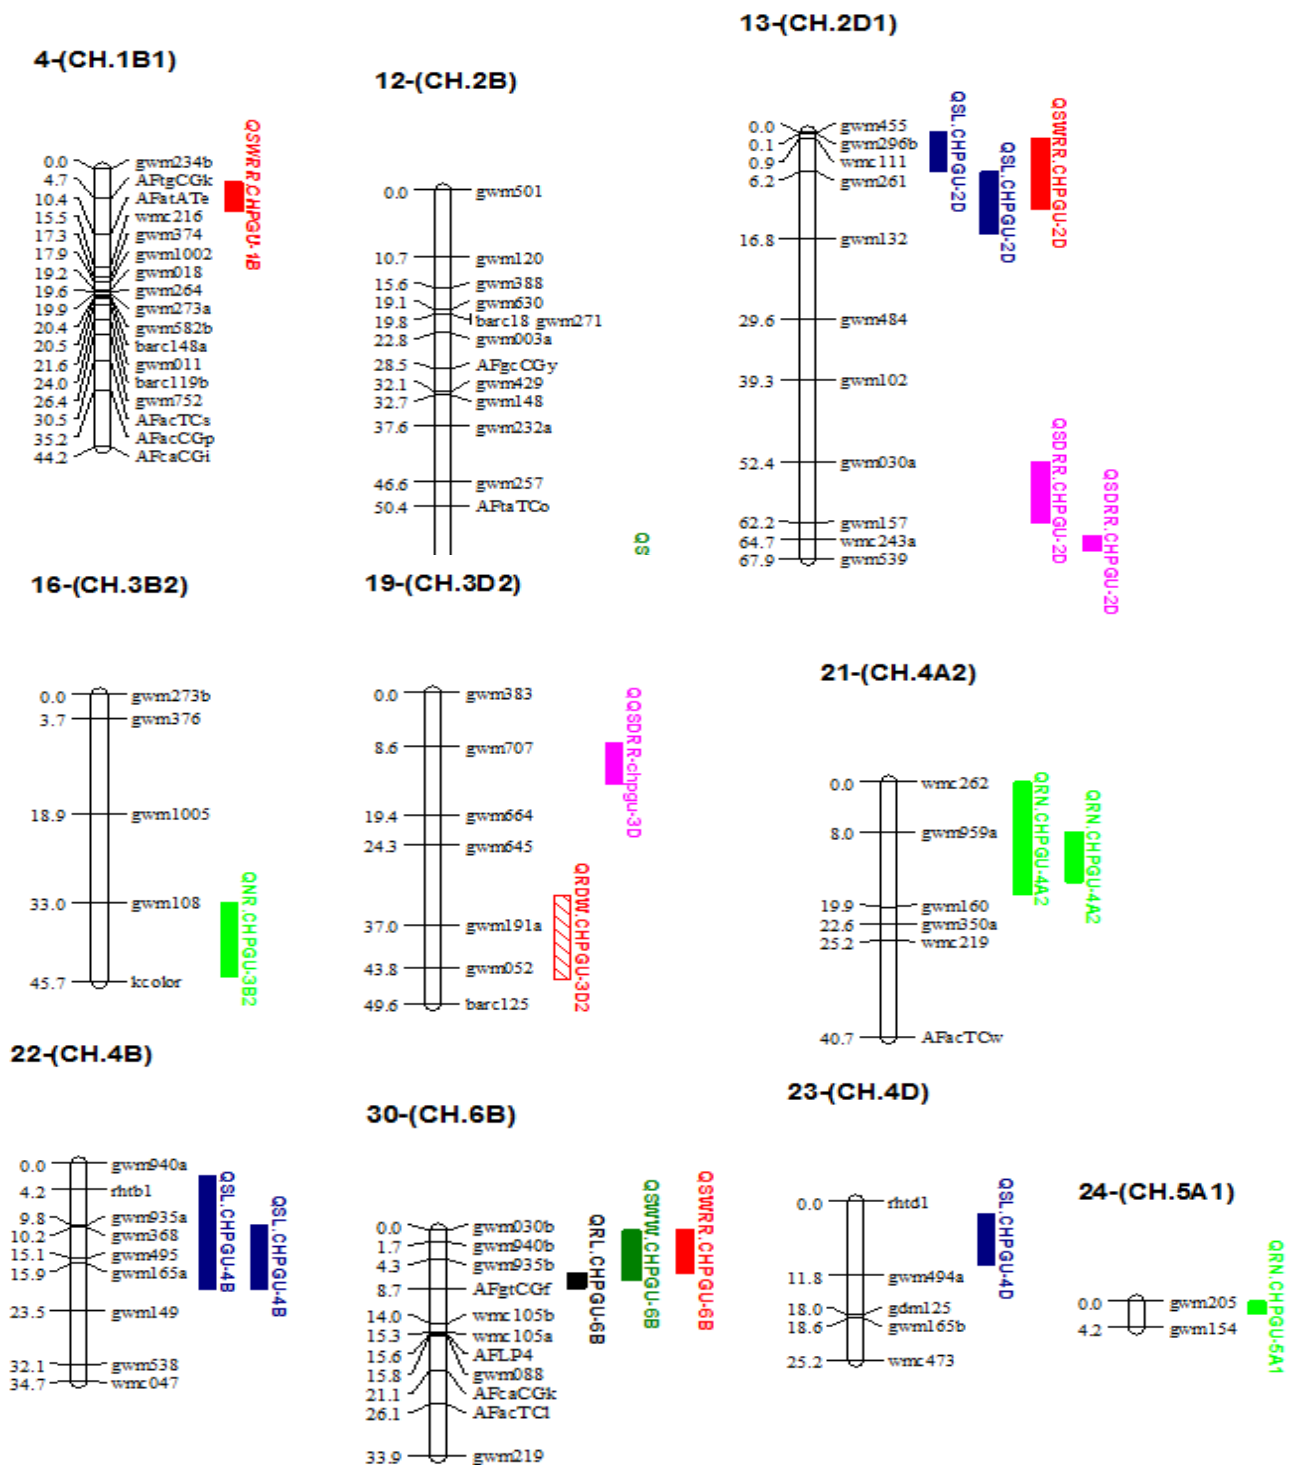 4-(CH.1B1)
0.0 gwm234b
4.7 AFtgCGk
10.4 AFatATe
15.5 wmc216
17.3 gwm374
17.9 gwm1002
19.2 gwm018
19.6 gwm264
19.9 gwm273a
20.4 gwm582b
20.5 barc148a
21.6 gwm011
24.0 barc119b
26.4 gwm752
30.5 AFacTCs
35.2 AFacCGp
44.2 AFcaCGi
QSWRR.CHPGU-1B
12-(CH.2B)
0.0 gwm501
10.7 gwm120
15.6 gwm388
19.1 gwm630
19.8 barc18 gwm271
22.8 gwm003a
28.5 AFgcCGy
32.1 gwm429
32.7 gwm148
37.6 gwm232a
46.6 gwm257
50.4 AFtaTCo
QS
13-(CH.2D1)
0.0 gwm455
0.1 gwm296b
0.9 wmc111
6.2 gwm261
16.8 gwm132
29.6 gwm484
39.3 gwm102
52.4 gwm030a
62.2 gwm157
64.7 wmc243a
67.9 gwm539
QSL.CHPGU-2D
QSL.CHPGU-2D
QSWRR.CHPGU-2D
QSDRR.CHPGU-2D
QSDRR.CHPGU-2D
16-(CH.3B2)
0.0 gwm273b
3.7 gwm376
18.9 gwm1005
33.0 gwm108
45.7 kcolor
QNR.CHPGU-3B2
19-(CH.3D2)
0.0 gwm383
8.6 gwm707
19.4 gwm664
24.3 gwm645
37.0 gwm191a
43.8 gwm052
49.6 barc125
QQSDRR-chpgu-3D
QRDW.CHPGU-3D2
21-(CH.4A2)
0.0 wmc262
8.0 gwm959a
19.9 gwm160
22.6 gwm350a
25.2 wmc219
40.7 AFacTCw
QRN.CHPGU-4A2
QRN.CHPGU-4A2
22-(CH.4B)
0.0 gwm940a
4.2 rhtb1
9.8 gwm935a
10.2 gwm368
15.1 gwm495
15.9 gwm165a
23.5 gwm149
32.1 gwm538
34.7 wmc047
QSL.CHPGU-4B
QSL.CHPGU-4B
30-(CH.6B)
0.0 gwm030b
1.7 gwm940b
4.3 gwm935b
8.7 AFgtCGf
14.0 wmc105b
15.3 wmc105a
15.6 AFLP4
15.8 gwm088
21.1 AFcaCGk
26.1 AFacTCl
33.9 gwm219
QRL.CHPGU-6B
QSWW.CHPGU-6B
QSWRR.CHPGU-6B
23-(CH.4D)
0.0 rhtd1
11.8 gwm494a
18.0 gdm125
18.6 gwm165b
25.2 wmc473
QSL.CHPGU-4D
24-(CH.5A1)
0.0 gwm205
4.2 gwm154
QRN.CHPGU-5A1